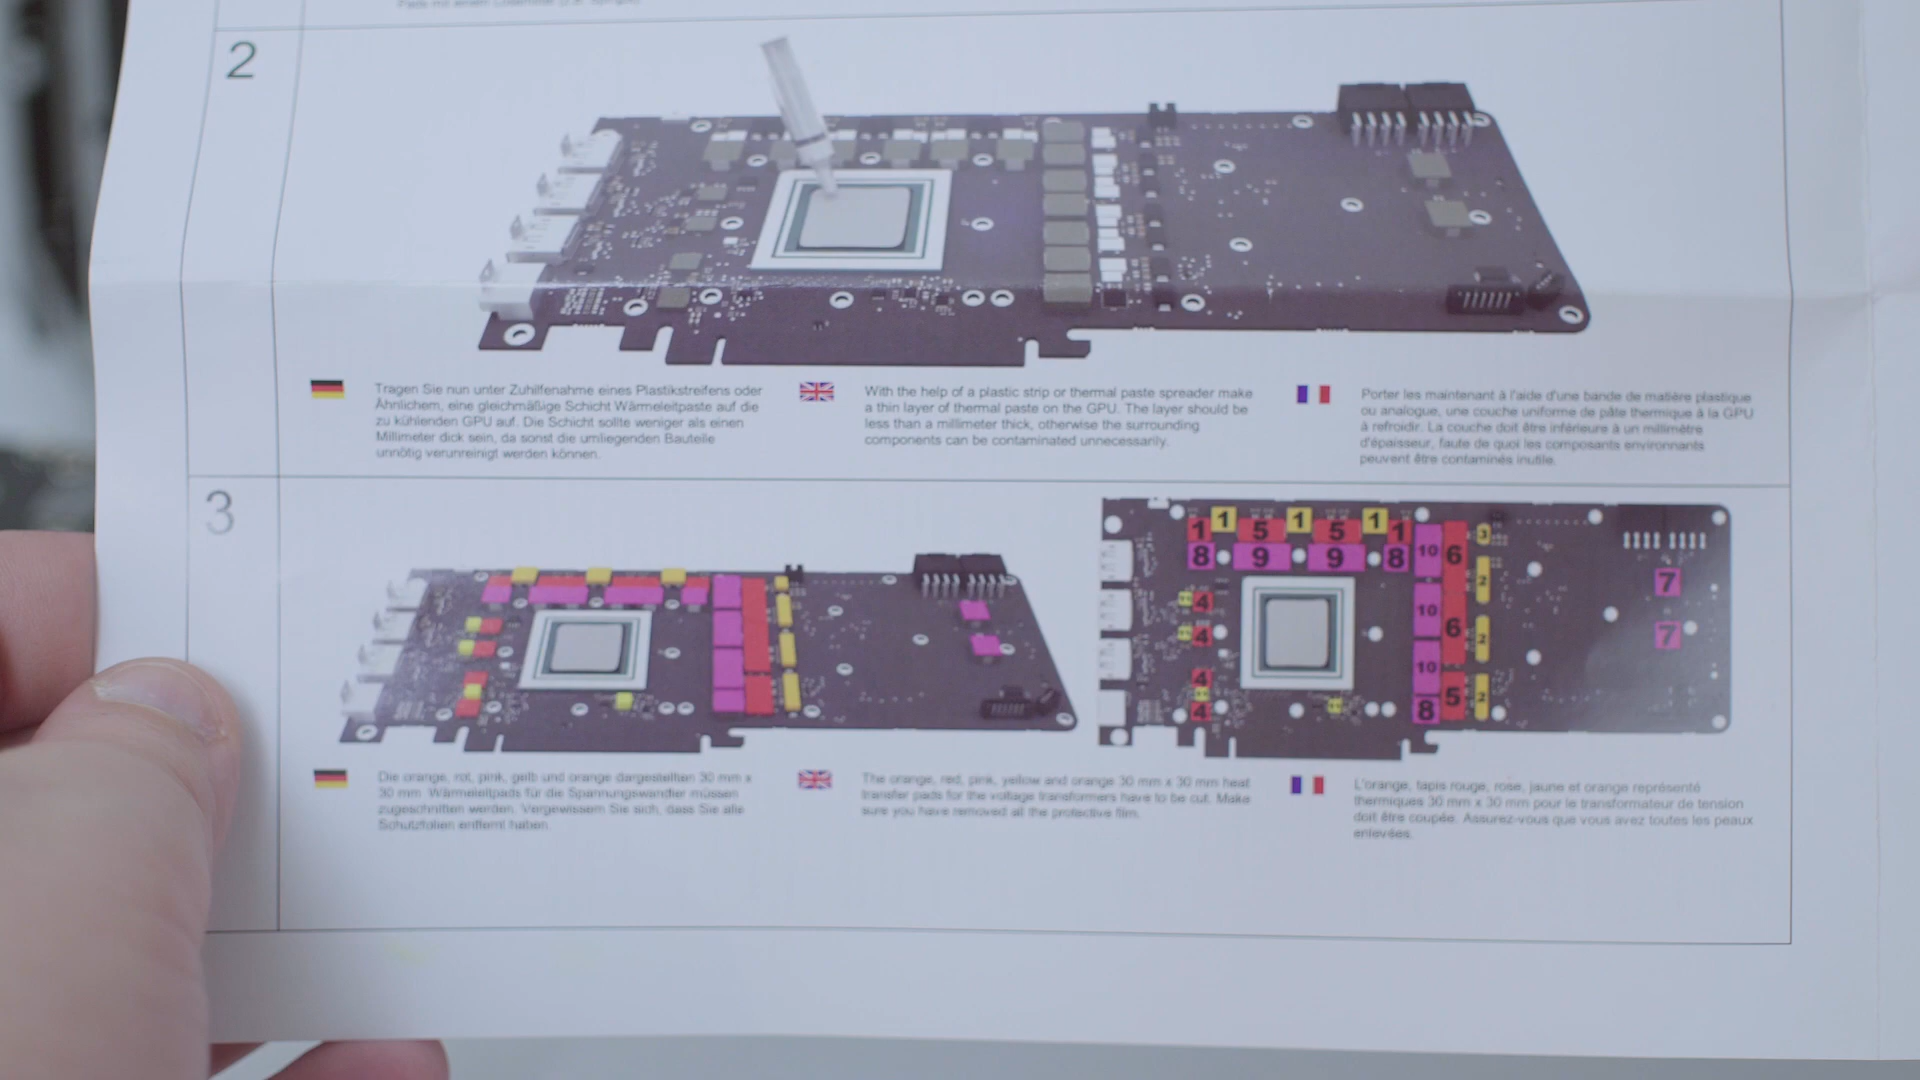 2
Tragen Sie nun unter Zuhilfenahme eines Plastikstreifens oder
Ähnlichem, eine gleichmäßige Schicht Wärmeleitpaste auf die
zu kühlenden GPU auf. Die Schicht sollte weniger als einen
Millimeter dick sein, da sonst die umliegenden Bauteile
unnötig verunreinigt werden können.
With the help of a plastic strip or thermal paste spreader make
a thin layer of thermal paste on the GPU. The layer should be
less than a millimeter thick, otherwise the surrounding
components can be contaminated unnecessarily.
Porter les maintenant à l'aide d'une bande de matière plastique
ou analogue, une couche uniforme de pâte thermique à la GPU
à refroidir. La couche doit être inférieure à un millimètre
d'épaisseur, faute de quoi les composants environnants
peuvent être contaminés inutile.
3
1 1 1
1 5 5 1
8 9 9 8
10 6 3
2
10
4
4
6 2
10
4
4
8 5 2
7
7
Die orange, rot, pink, gelb und orange dargestellten 30 mm x
30 mm Wärmeleitpads für die Spannungswandler müssen
zugeschnitten werden. Vergewissern Sie sich, dass Sie alle
Schutzfolien entfernt haben.
The orange, red, pink, yellow and orange 30 mm x 30 mm heat
transfer pads for the voltage transformers have to be cut. Make
sure you have removed all the protective film.
L'orange, tapis rouge, rose, jaune et orange représenté
thermiques 30 mm x 30 mm pour le transformateur de tension
doit être coupée. Assurez-vous que vous avez toutes les peaux
enlevées.